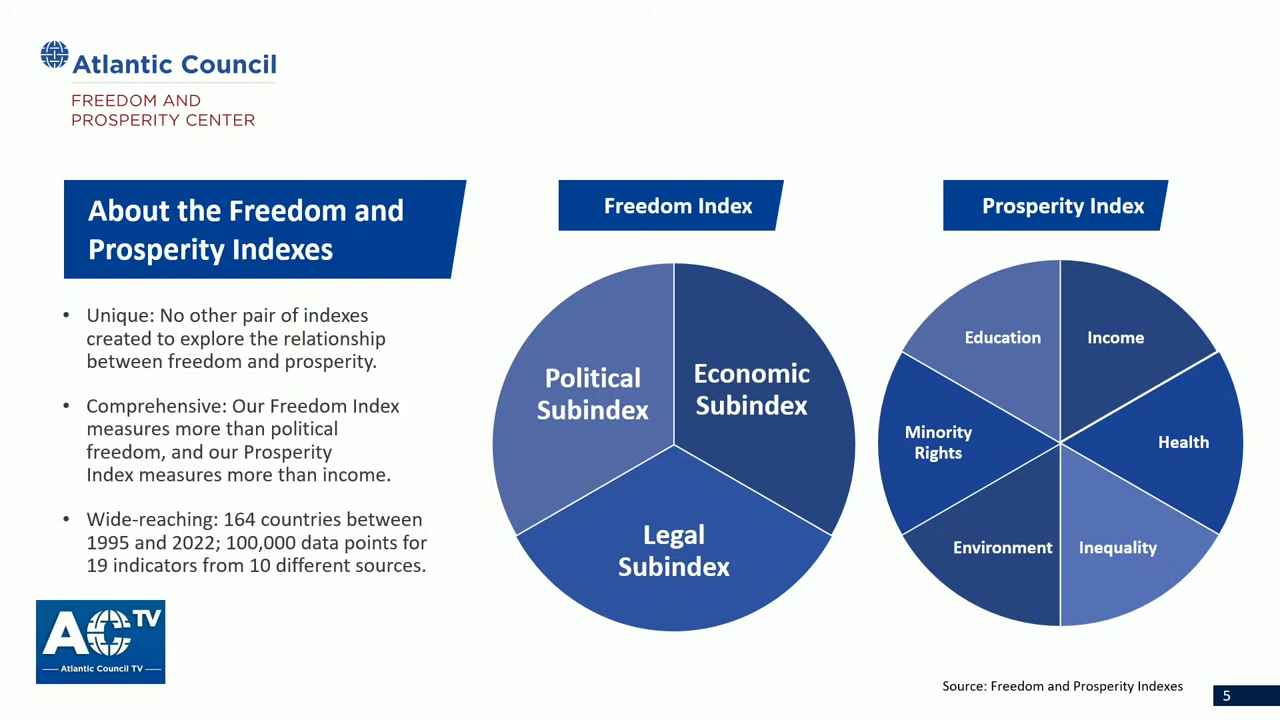 Atlantic Council
FREEDOM AND
PROSPERITY CENTER
About the Freedom and
Prosperity Indexes
• Unique: No other pair of indexes
created to explore the relationship
between freedom and prosperity.
• Comprehensive: Our Freedom Index
measures more than political
freedom, and our Prosperity
Index measures more than income.
• Wide-reaching: 164 countries between
1995 and 2022; 100,000 data points for
19 indicators from 10 different sources.
Freedom Index
Political
Subindex
Economic
Subindex
Legal
Subindex
Prosperity Index
Education
Income
Minority
Rights
Health
Environment
Inequality
AC TV
Atlantic Council TV
Source: Freedom and Prosperity Indexes
5